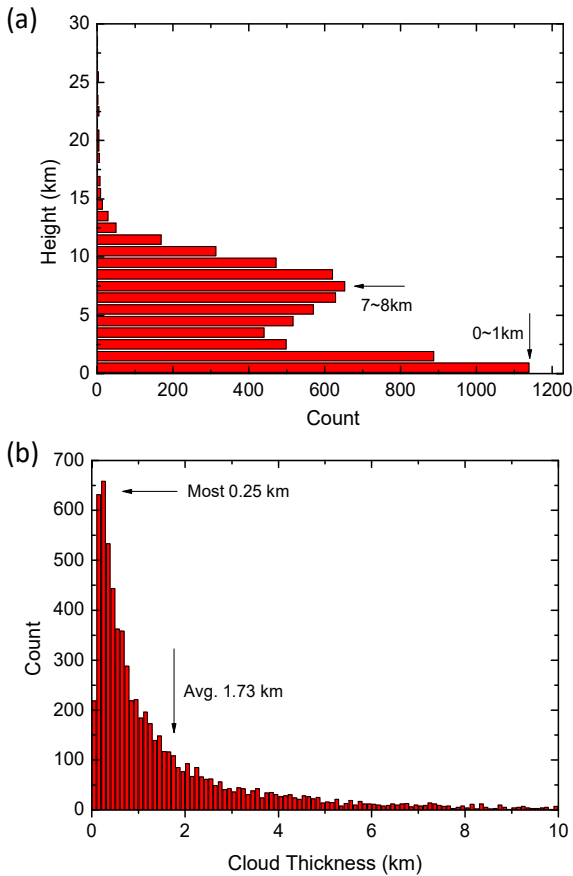 (a)
30
25
20
15
10
5
0
Height (km)
7~8km
0~1km
0 200 400 600 800 1000 1200
Count
(b)
700
600
500
400
300
200
100
0
Count
Most 0.25 km
Avg. 1.73 km
0 2 4 6 8 10
Cloud Thickness (km)